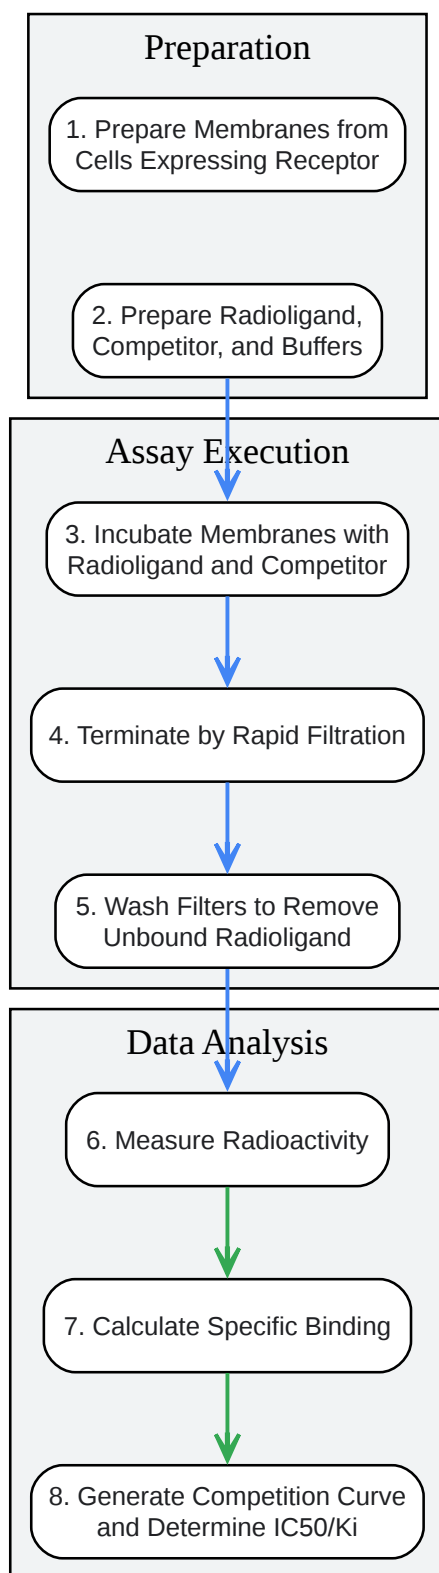 Preparation
1. Prepare Membranes from
Cells Expressing Receptor
2. Prepare Radioligand,
Competitor, and Buffers
Assay Execution
3. Incubate Membranes with
Radioligand and Competitor
4. Terminate by Rapid Filtration
5. Wash Filters to Remove
Unbound Radioligand
Data Analysis
6. Measure Radioactivity
7. Calculate Specific Binding
8. Generate Competition Curve
and Determine IC50/Ki